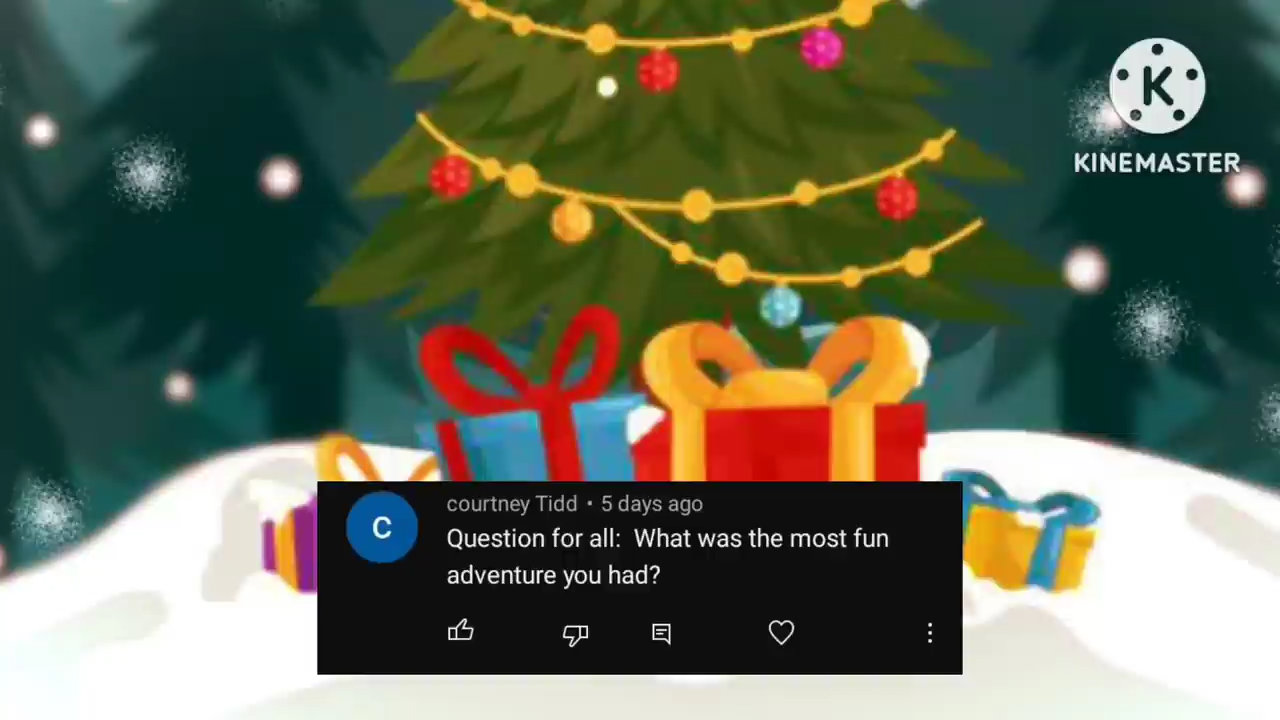 K
KINEMASTER
C
courtney Tidd • 5 days ago
Question for all:  What was the most fun
adventure you had?